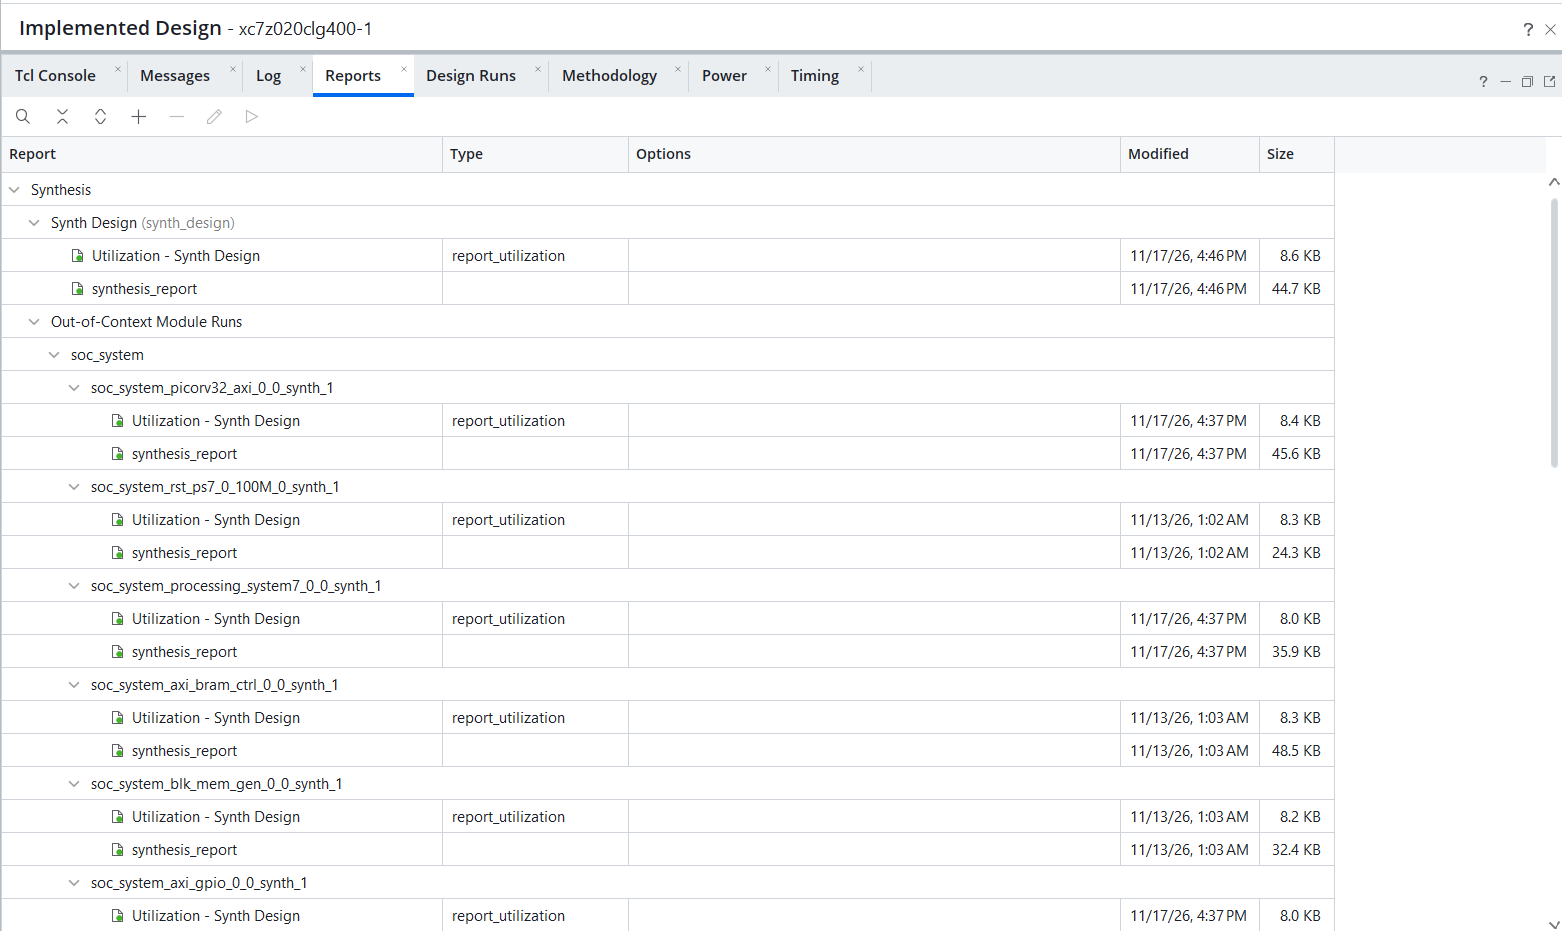 Implemented Design - xc7z020clg400-1
Tcl Console Messages Log Reports Design Runs Methodology Power Timing
Report Type Options Modified Size
Synthesis
Synth Design (synth_design)
Utilization - Synth Design report_utilization 11/17/26, 4:46 PM 8.6 KB
synthesis_report 11/17/26, 4:46 PM 44.7 KB
Out-of-Context Module Runs
soc_system
soc_system_picorv32_axi_0_0_synth_1
Utilization - Synth Design report_utilization 11/17/26, 4:37 PM 8.4 KB
synthesis_report 11/17/26, 4:37 PM 45.6 KB
soc_system_rst_ps7_0_100M_0_synth_1
Utilization - Synth Design report_utilization 11/13/26, 1:02 AM 8.3 KB
synthesis_report 11/13/26, 1:02 AM 24.3 KB
soc_system_processing_system7_0_0_synth_1
Utilization - Synth Design report_utilization 11/17/26, 4:37 PM 8.0 KB
synthesis_report 11/17/26, 4:37 PM 35.9 KB
soc_system_axi_bram_ctrl_0_0_synth_1
Utilization - Synth Design report_utilization 11/13/26, 1:03 AM 8.3 KB
synthesis_report 11/13/26, 1:03 AM 48.5 KB
soc_system_blk_mem_gen_0_0_synth_1
Utilization - Synth Design report_utilization 11/13/26, 1:03 AM 8.2 KB
synthesis_report 11/13/26, 1:03 AM 32.4 KB
soc_system_axi_gpio_0_0_synth_1
Utilization - Synth Design report_utilization 11/17/26, 4:37 PM 8.0 KB